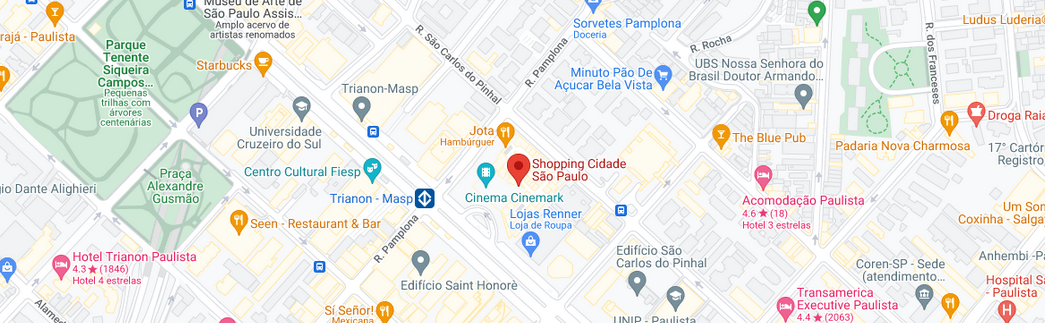 Museu de Arte de
São Paulo Assis...
Amplo acervo de
artistas renomados
rajá - Paulista
Parque
Tenente
Siqueira
Campos...
Pequenas
trilhas com
árvores
centenárias
Starbucks
P
Trianon-Masp
Universidade
Cruzeiro do Sul
Centro Cultural Fiesp
Trianon - Masp
gio Dante Alighieri
Praça
Alexandre
Gusmão
Seen - Restaurante & Bar
Hotel Trianon Paulista
4.3 ★ (1846)
Hotel 4 estrelas
Alamed
R. São Carlos do Pinhal
R. Pamplona
Jota
Hambúrguer
Shopping Cidade
São Paulo
Cinema Cinemark
Lojas Renner
Loja de Roupa
R. Pamplona
Edifício Saint Honorè
Sí Señor!
Mexicana
Sorvetes Pamplona
Doceria
R. Rocha
Minuto Pão De
Açucar Bela Vista
UBS Nossa Senhora do
Brasil Doutor Armando...
The Blue Pub
Acomodação Paulista
4.6 ★ (18)
Hotel 3 estrelas
Edifício São
Carlos do Pinhal
UNIP - Paulista
Transamerica
Executive Paulista
4.4 ★ (2063)
Coren-SP - Sede
(atendimento...
Ludus Luderia®
R. dos Franceses
Droga Raia
Padaria Nova Charmosa
17° Cartór
Registro
Um Son
Coxinha - Salga
Anhembi -Pa
Hospital S
- Paulista
H